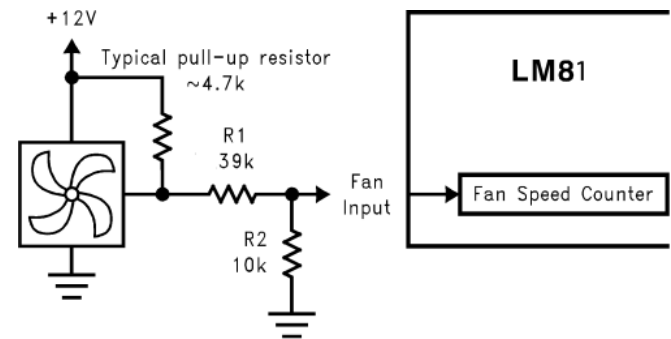 +12V
Typical pull-up resistor
~4.7k
LM81
R1
39k
Fan
Input
Fan Speed Counter
R2
10k